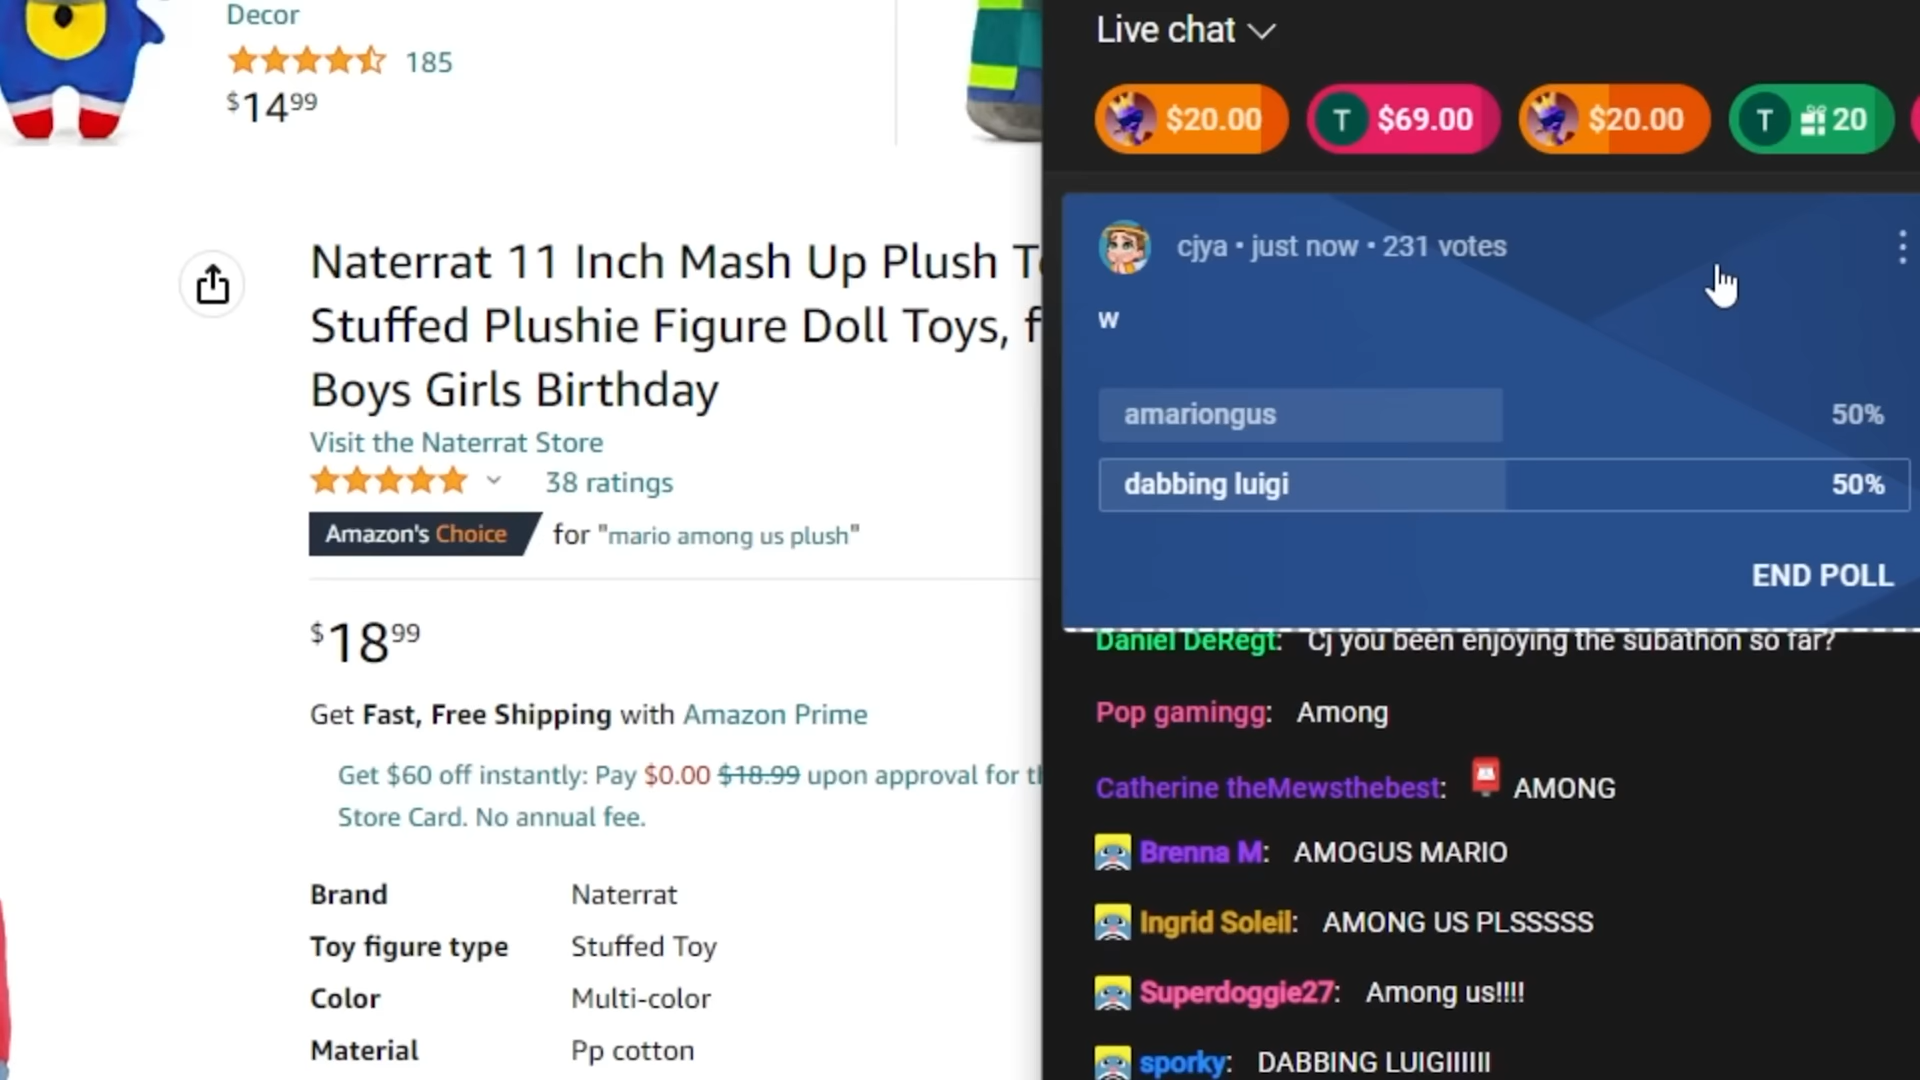 Decor
185
$14.99
Naterrat 11 Inch Mash Up Plush T
Stuffed Plushie Figure Doll Toys, f
Boys Girls Birthday
Visit the Naterrat Store
38 ratings
Amazon's Choice for "mario among us plush"
$18.99
Get Fast, Free Shipping with Amazon Prime
Get $60 off instantly: Pay $0.00 $18.99 upon approval for th
Store Card. No annual fee.
Brand Naterrat
Toy figure type Stuffed Toy
Color Multi-color
Material Pp cotton
Live chat
$20.00 T $69.00 $20.00 T 20
cjya • just now • 231 votes
w
amariongus 50%
dabbing luigi 50%
END POLL
Daniel DeRegt: Cj you been enjoying the subathon so far?
Pop gamingg: Among
Catherine theMewsthebest: AMONG
Brenna M: AMOGUS MARIO
Ingrid Soleil: AMONG US PLSSSSS
Superdoggie27: Among us!!!!
sporky: DABBING LUIGIIIIII